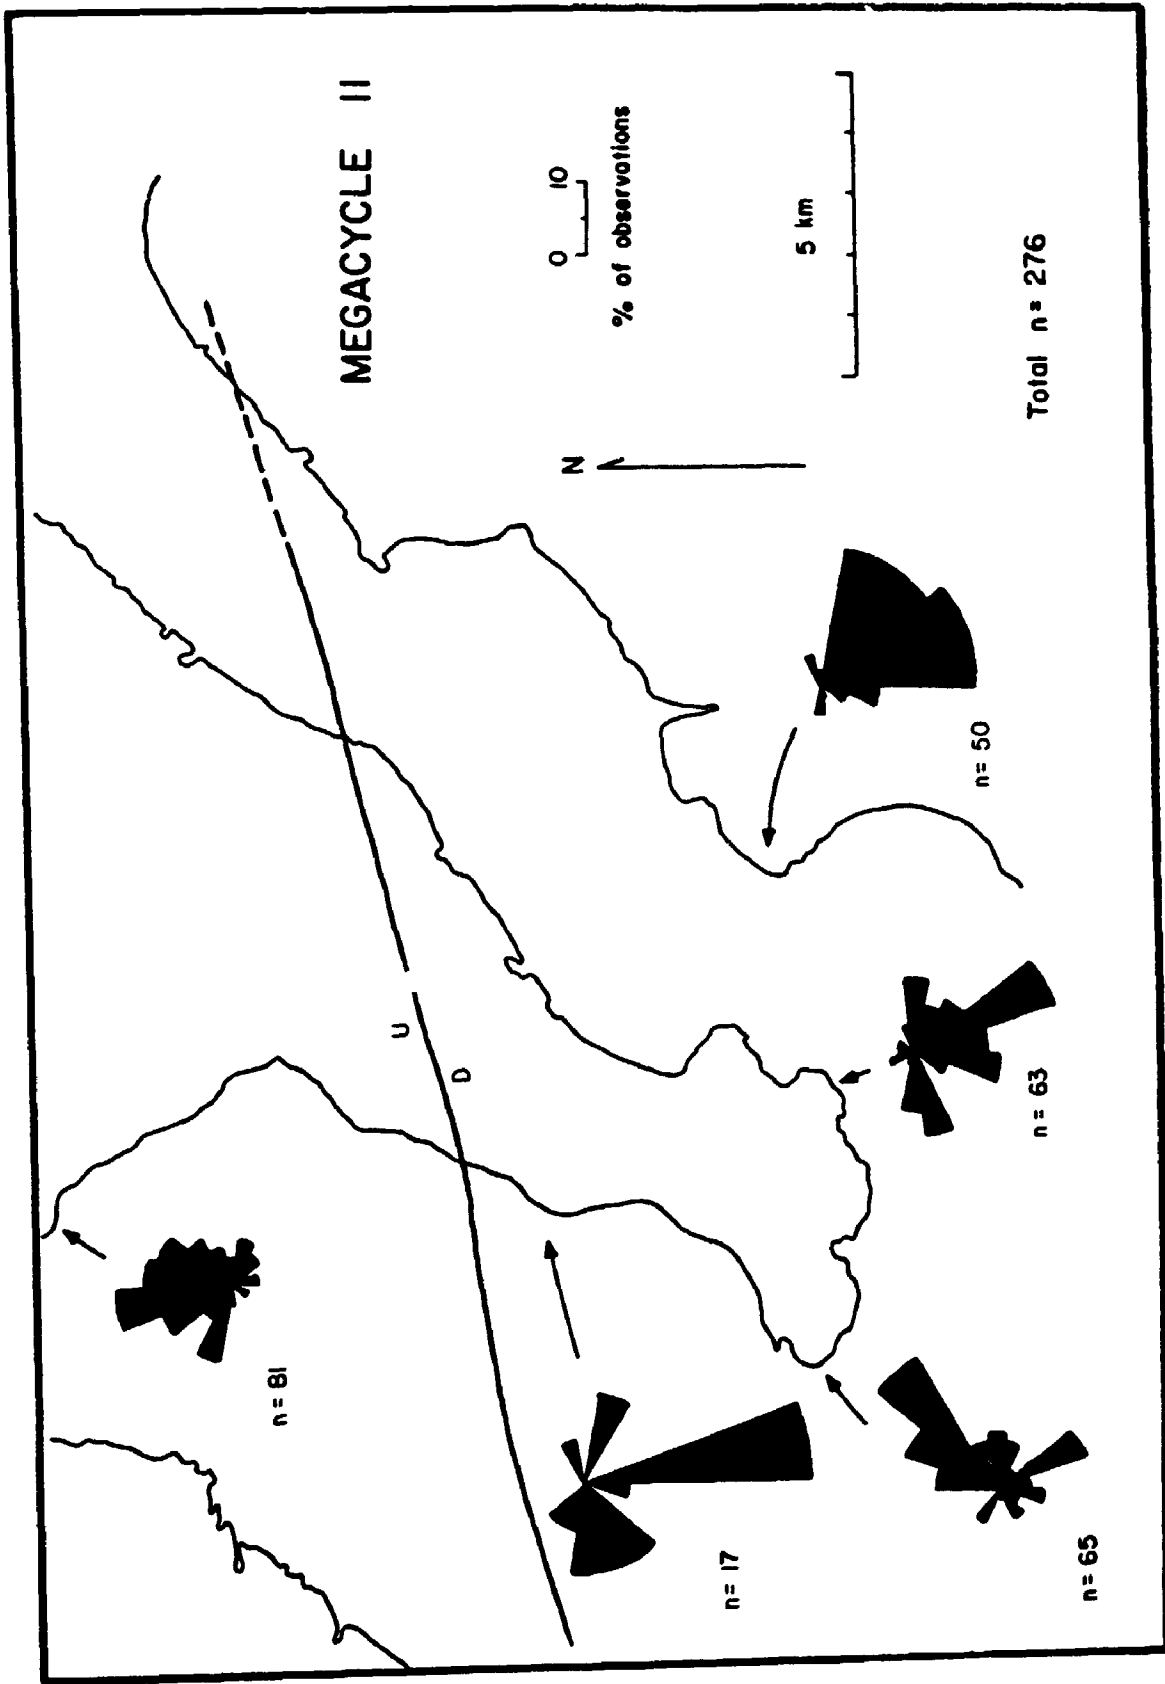 MEGACYCLE II
0 10
% of observations
N
5 km
Total n = 276
U
D
n = 81
n = 17
n = 65
n = 63
n = 50